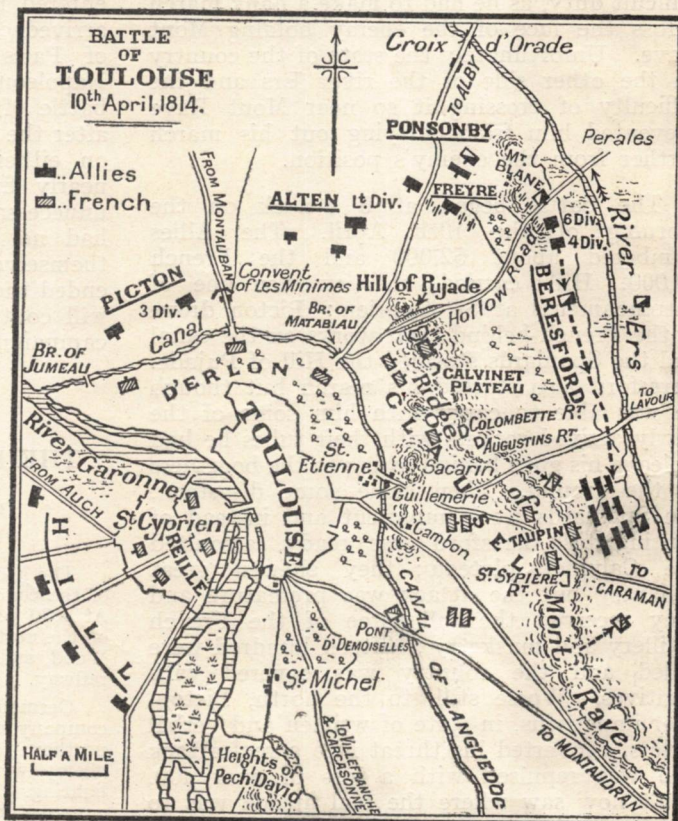 BATTLE
OF
TOULOUSE
10th April, 1814.
Allies
French
Croix d'Orade
TO ALBY
PONSONBY
Perales
MT. BLANE
FREYRE
ALTEN Lt. Div.
FROM MONTAUBAN
6 Div.
4 Div.
River Ers
Hollow Road
BERESFORD
PICTON
3 Div.
Convent
of Les Minimes
Hill of Pujade
Canal
BR. OF
MATABIAU
BR. OF
JUMEAU
D'ERLON
CALVINET
PLATEAU
TO
LAVOUR
COLOMBETTE RT.
D'AUGUSTINS RT.
CLAUSEL
Ridge of Mont Rave
TOULOUSE
St.
Etienne
Sacarin
Guillemerie
River Garonne
FROM AUCH
St. Cyprien
REILLE
Cambon
TAUPIN
HILL
ST. SYPIÈRE
RT.
TO
CARAMAN
PONT
D'DEMOISELLES
CANAL OF LANGUEDOC
St. Michel
TO VILLEFRANCHE
& CARCASONNE
TO MONTAUDRAN
HALF A MILE
Heights of
Pech David